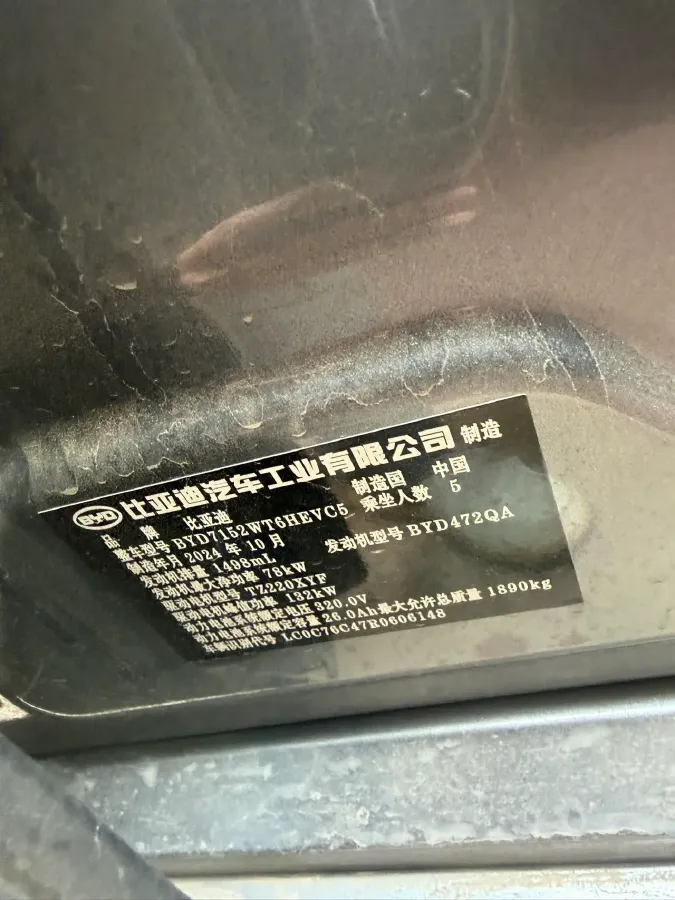 BYD 比亚迪汽车工业有限公司 制造
品 牌 比亚迪 制造国 中国
整车型号 BYD7152WT6HEVC5 乘坐人数 5
制造年月 2024 年 10 月
发动机排量 1498mL 发动机型号 BYD472QA
发动机最大净功率 78kW
驱动电机型号 TZ220XYF
驱动电机峰值功率 132kW
动力电池系统额定电压 320.0V
动力电池系统额定容量 26.0Ah 最大允许总质量 1890kg
车辆识别代号 LC0C76C47R0606148